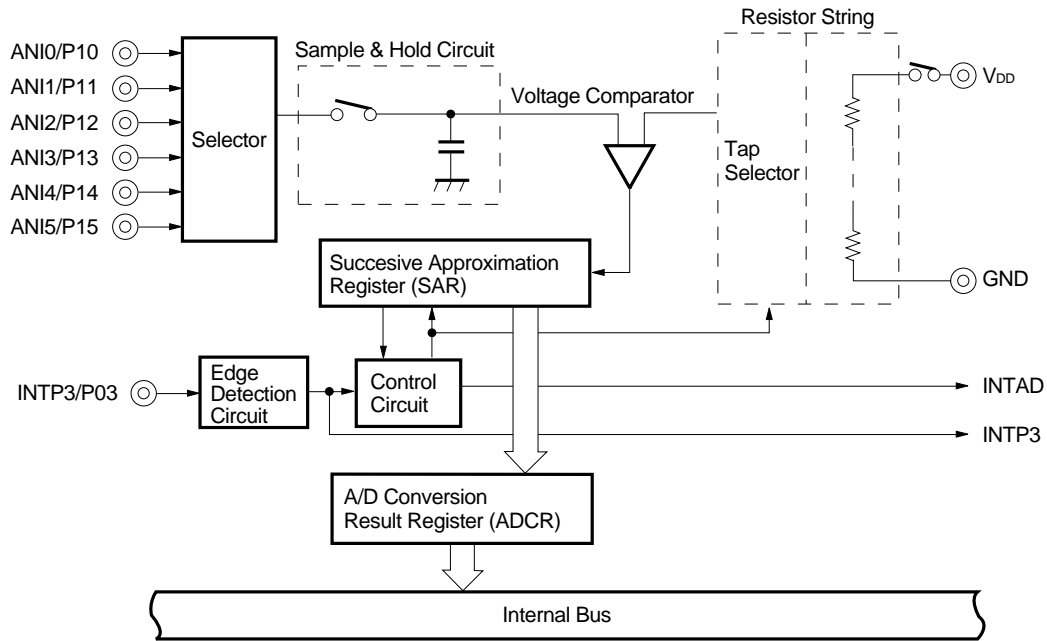 Resistor String
ANI0/P10
ANI1/P11
ANI2/P12
ANI3/P13
ANI4/P14
ANI5/P15
Selector
Sample & Hold Circuit
Voltage Comparator
Tap
Selector
VDD
GND
Succesive Approximation
Register (SAR)
INTP3/P03
Edge
Detection
Circuit
Control
Circuit
INTAD
INTP3
A/D Conversion
Result Register (ADCR)
Internal Bus